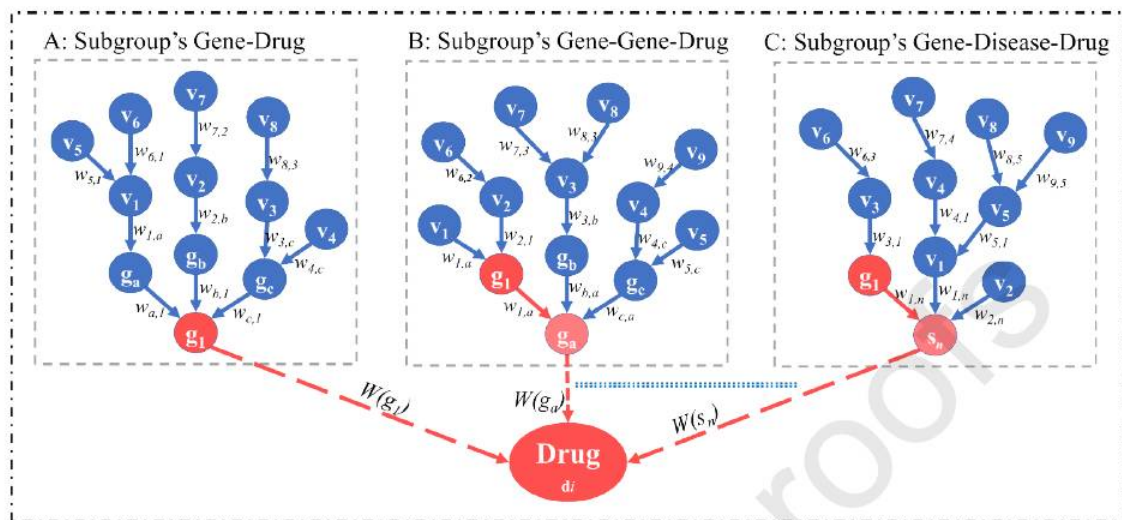 A: Subgroup's Gene-Drug
B: Subgroup's Gene-Gene-Drug
C: Subgroup's Gene-Disease-Drug
v5
v6
v7
v8
w5,1
w6,1
w7,2
w8,3
v1
v2
v3
v4
w1,a
w2,b
w3,c
w4,c
ga
gb
gc
wa,1
wb,1
wc,1
g1
v6
v7
v8
v9
w6,2
w7,3
w8,3
w9,4
v1
v2
v3
v4
v5
w1,a
w2,1
w3,b
w4,c
w5,c
g1
gb
gc
w1,a
wb,a
wc,a
ga
v6
v7
v8
v9
w6,3
w7,4
w8,5
w9,5
v3
v4
v5
w3,1
w4,1
w5,1
g1
v1
v2
w1,n
w1,n
w2,n
sn
W(g1)
W(ga)
W(sn)
Drug
di
roofs